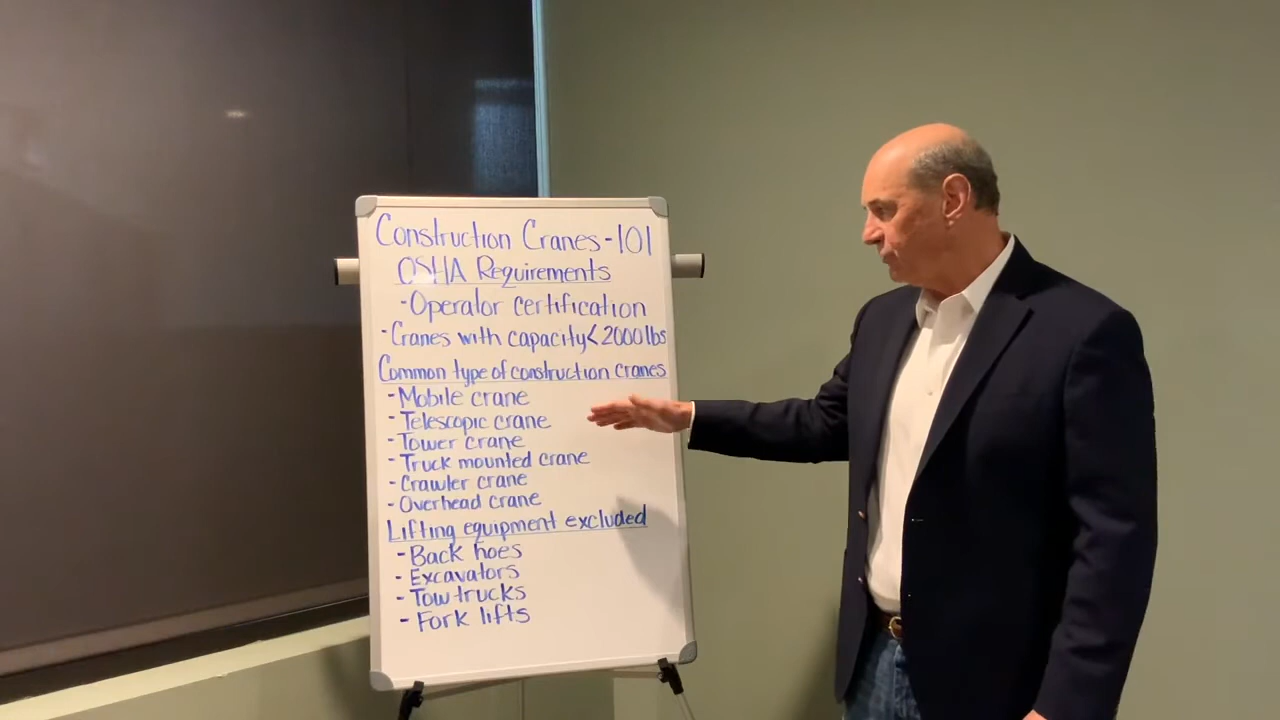 Construction Cranes-101
OSHA Requirements
-Operator certification
-Cranes with capacity<2000lbs
Common type of construction cranes
-Mobile crane
-Telescopic crane
-Tower crane
-Truck mounted crane
-Crawler crane
-Overhead crane
Lifting equipment excluded
-Back hoes
-Excavators
-Tow trucks
-Fork lifts